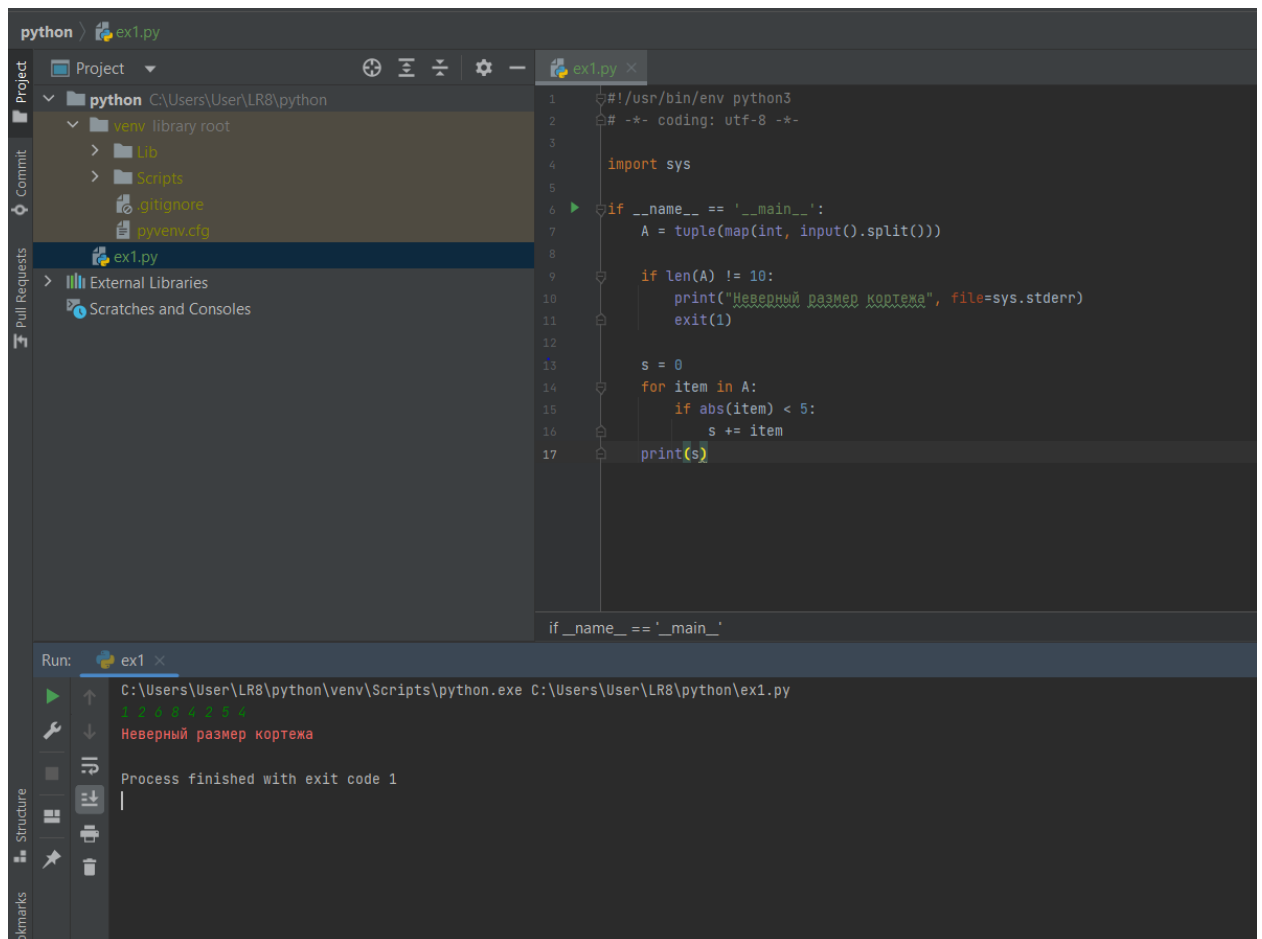 python 〉 ex1.py
Project
ex1.py
python C:\Users\User\LR8\python
venv library root
Lib
Scripts
.gitignore
pyvenv.cfg
ex1.py
External Libraries
Scratches and Consoles
Project
Commit
Pull Requests
Structure
1 #!/usr/bin/env python3
2 # -*- coding: utf-8 -*-
3
4 import sys
5
6 if __name__ == '__main__':
7     A = tuple(map(int, input().split()))
8
9     if len(A) != 10:
10         print("Неверный размер кортежа", file=sys.stderr)
11         exit(1)
12
13     s = 0
14     for item in A:
15         if abs(item) < 5:
16             s += item
17     print(s)
if __name__ == '__main__'
Run: ex1
C:\Users\User\LR8\python\venv\Scripts\python.exe C:\Users\User\LR8\python\ex1.py
1 2 6 8 4 2 5 4
Неверный размер кортежа
Process finished with exit code 1